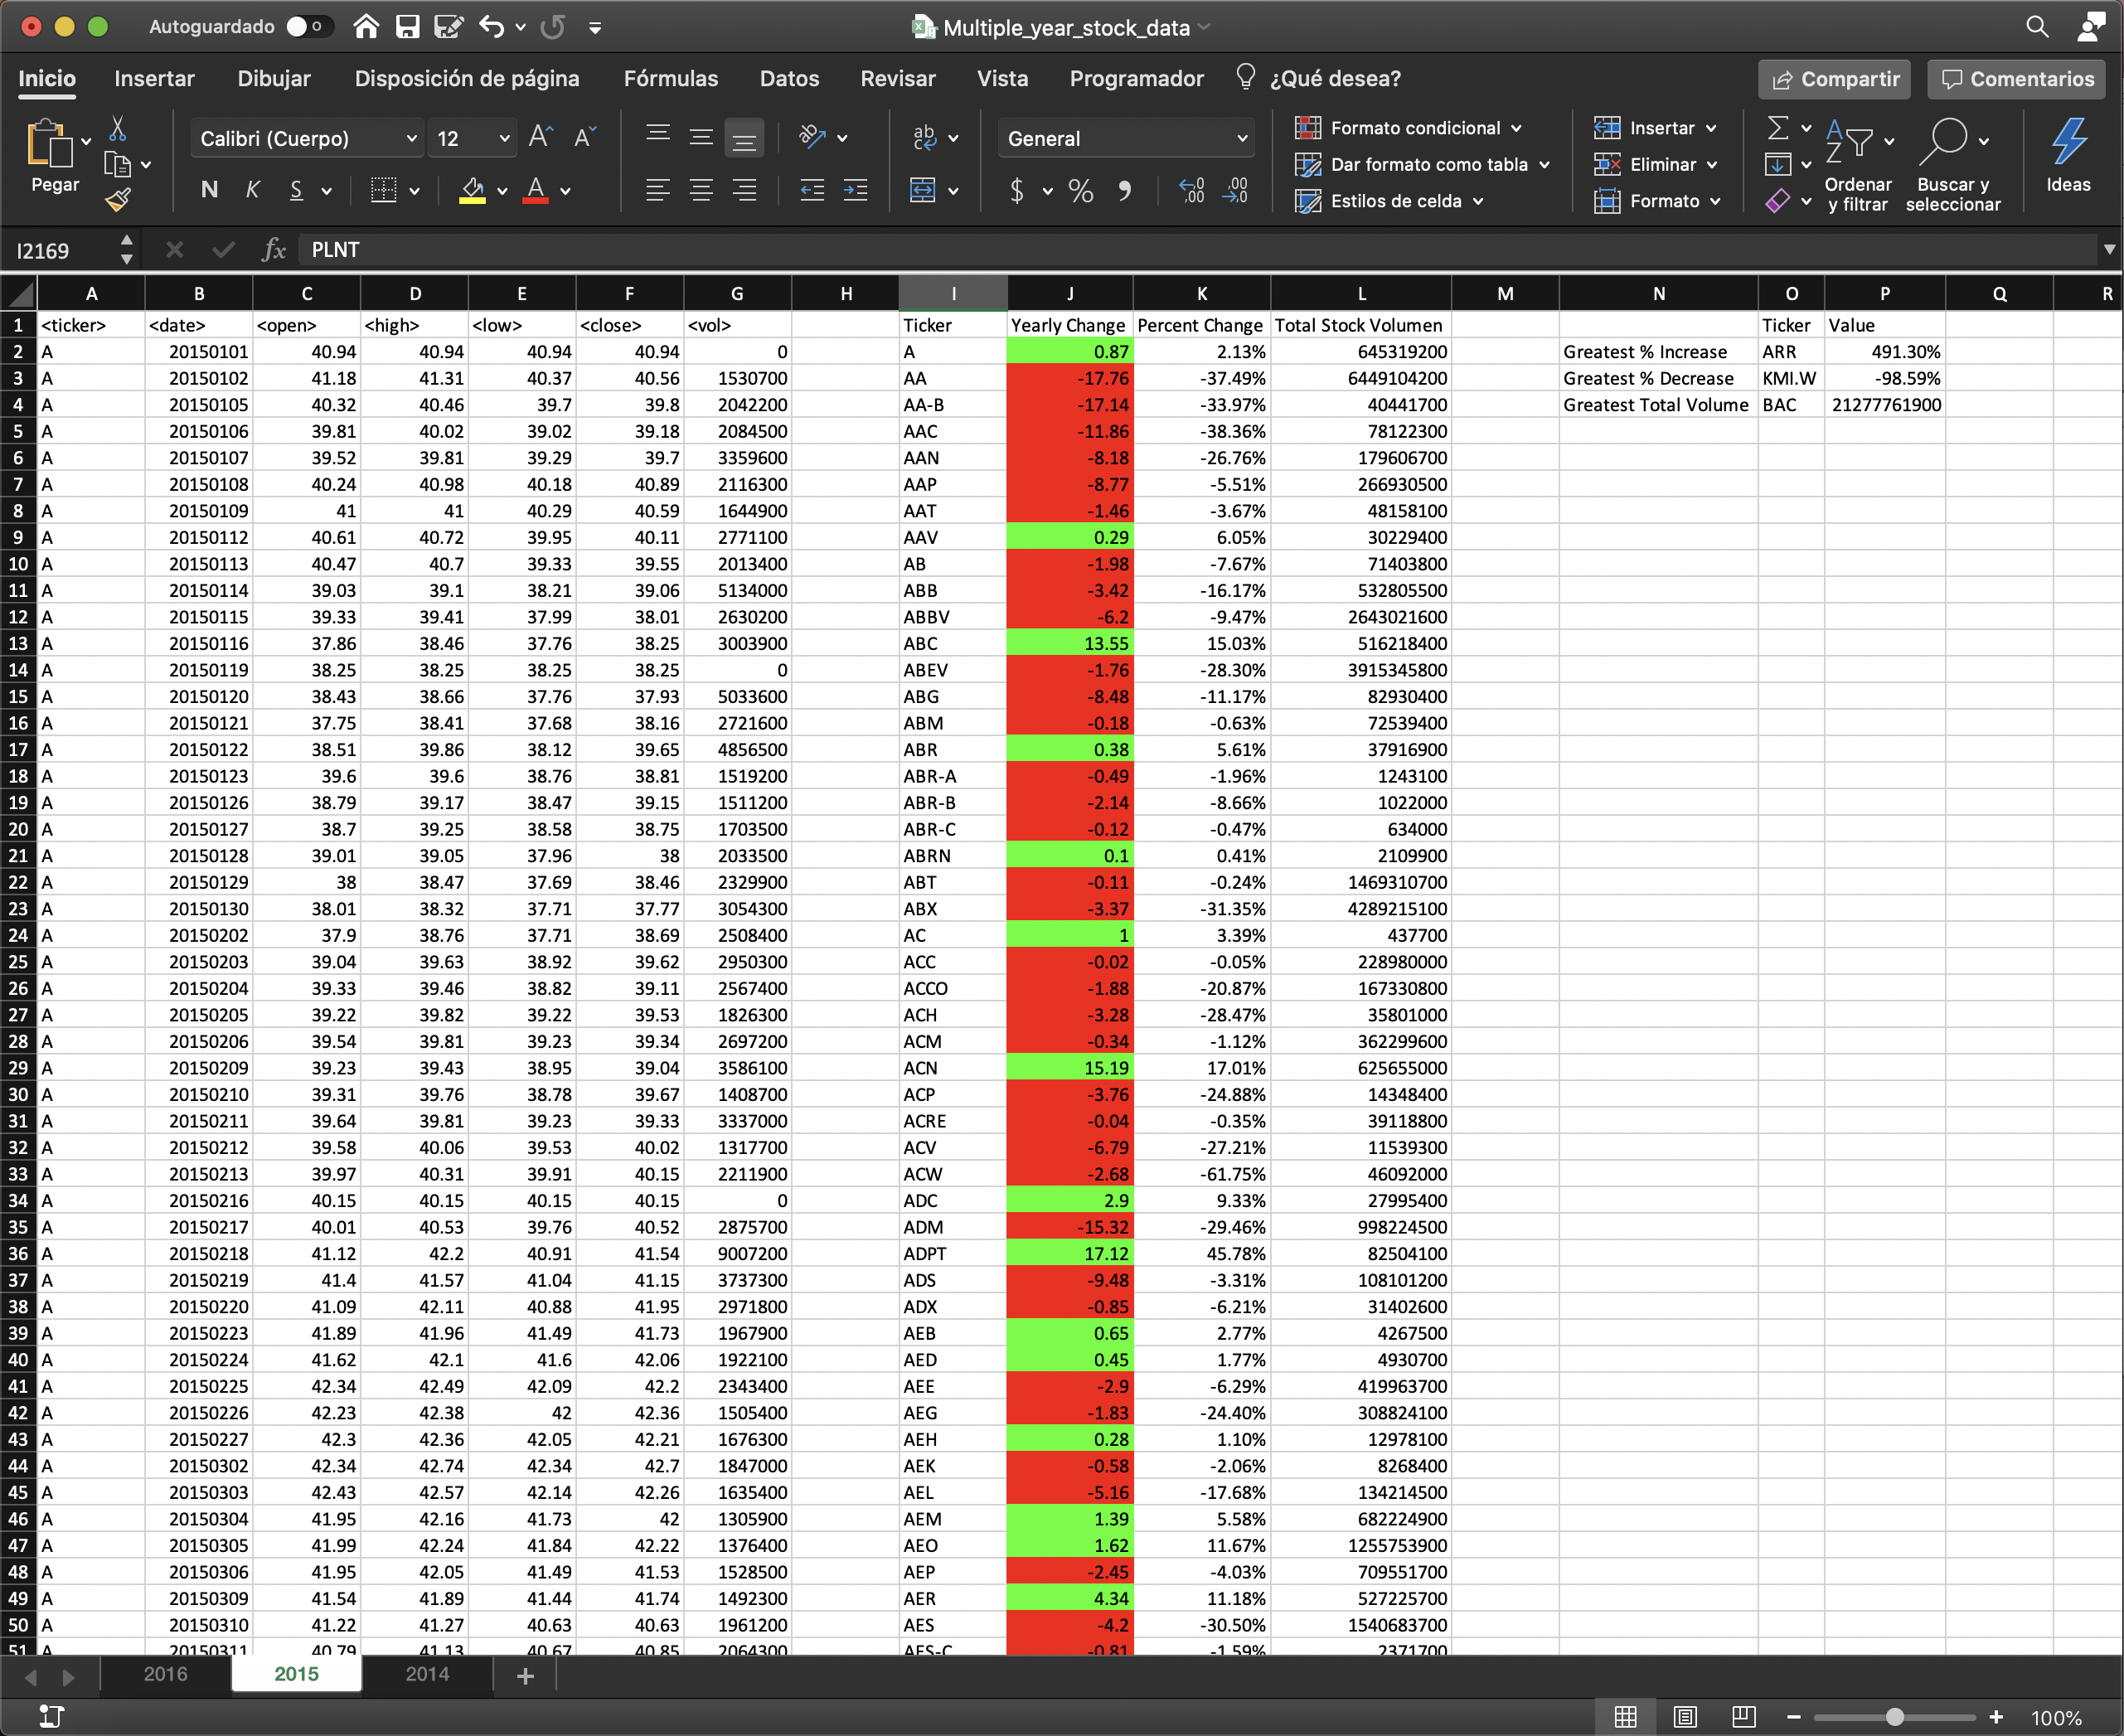 Autoguardado
Multiple_year_stock_data
Inicio Insertar Dibujar Disposición de página Fórmulas Datos Revisar Vista Programador ¿Qué desea? Compartir Comentarios
Pegar Calibri (Cuerpo) 12 General Formato condicional Insertar
Dar formato como tabla Eliminar
N K S Estilos de celda Formato Ordenar y filtrar Buscar y seleccionar Ideas
I2169 fx PLNT
A B C D E F G H I J K L M N O P Q R
1 <ticker> <date> <open> <high> <low> <close> <vol> Ticker Yearly Change Percent Change Total Stock Volumen Ticker Value
2 A 20150101 40.94 40.94 40.94 40.94 0 A 0.87 2.13% 645319200 Greatest % Increase ARR 491.30%
3 A 20150102 41.18 41.31 40.37 40.56 1530700 AA -17.76 -37.49% 6449104200 Greatest % Decrease KMI.W -98.59%
4 A 20150105 40.32 40.46 39.7 39.8 2042200 AA-B -17.14 -33.97% 40441700 Greatest Total Volume BAC 21277761900
5 A 20150106 39.81 40.02 39.02 39.18 2084500 AAC -11.86 -38.36% 78122300
6 A 20150107 39.52 39.81 39.29 39.7 3359600 AAN -8.18 -26.76% 179606700
7 A 20150108 40.24 40.98 40.18 40.89 2116300 AAP -8.77 -5.51% 266930500
8 A 20150109 41 41 40.29 40.59 1644900 AAT -1.46 -3.67% 48158100
9 A 20150112 40.61 40.72 39.95 40.11 2771100 AAV 0.29 6.05% 30229400
10 A 20150113 40.47 40.7 39.33 39.55 2013400 AB -1.98 -7.67% 71403800
11 A 20150114 39.03 39.1 38.21 39.06 5134000 ABB -3.42 -16.17% 532805500
12 A 20150115 39.33 39.41 37.99 38.01 2630200 ABBV -6.2 -9.47% 2643021600
13 A 20150116 37.86 38.46 37.76 38.25 3003900 ABC 13.55 15.03% 516218400
14 A 20150119 38.25 38.25 38.25 38.25 0 ABEV -1.76 -28.30% 3915345800
15 A 20150120 38.43 38.66 37.76 37.93 5033600 ABG -8.48 -11.17% 82930400
16 A 20150121 37.75 38.41 37.68 38.16 2721600 ABM -0.18 -0.63% 72539400
17 A 20150122 38.51 39.86 38.12 39.65 4856500 ABR 0.38 5.61% 37916900
18 A 20150123 39.6 39.6 38.76 38.81 1519200 ABR-A -0.49 -1.96% 1243100
19 A 20150126 38.79 39.17 38.47 39.15 1511200 ABR-B -2.14 -8.66% 1022000
20 A 20150127 38.7 39.25 38.58 38.75 1703500 ABR-C -0.12 -0.47% 634000
21 A 20150128 39.01 39.05 37.96 38 2033500 ABRN 0.1 0.41% 2109900
22 A 20150129 38 38.47 37.69 38.46 2329900 ABT -0.11 -0.24% 1469310700
23 A 20150130 38.01 38.32 37.71 37.77 3054300 ABX -3.37 -31.35% 4289215100
24 A 20150202 37.9 38.76 37.71 38.69 2508400 AC 1 3.39% 437700
25 A 20150203 39.04 39.63 38.92 39.62 2950300 ACC -0.02 -0.05% 228980000
26 A 20150204 39.33 39.46 38.82 39.11 2567400 ACCO -1.88 -20.87% 167330800
27 A 20150205 39.22 39.82 39.22 39.53 1826300 ACH -3.28 -28.47% 35801000
28 A 20150206 39.54 39.81 39.23 39.34 2697200 ACM -0.34 -1.12% 362299600
29 A 20150209 39.23 39.43 38.95 39.04 3586100 ACN 15.19 17.01% 625655000
30 A 20150210 39.31 39.76 38.78 39.67 1408700 ACP -3.76 -24.88% 14348400
31 A 20150211 39.64 39.81 39.23 39.33 3337000 ACRE -0.04 -0.35% 39118800
32 A 20150212 39.58 40.06 39.53 40.02 1317700 ACV -6.79 -27.21% 11539300
33 A 20150213 39.97 40.31 39.91 40.15 2211900 ACW -2.68 -61.75% 46092000
34 A 20150216 40.15 40.15 40.15 40.15 0 ADC 2.9 9.33% 27995400
35 A 20150217 40.01 40.53 39.76 40.52 2875700 ADM -15.32 -29.46% 998224500
36 A 20150218 41.12 42.2 40.91 41.54 9007200 ADPT 17.12 45.78% 82504100
37 A 20150219 41.4 41.57 41.04 41.15 3737300 ADS -9.48 -3.31% 108101200
38 A 20150220 41.09 42.11 40.88 41.95 2971800 ADX -0.85 -6.21% 31402600
39 A 20150223 41.89 41.96 41.49 41.73 1967900 AEB 0.65 2.77% 4267500
40 A 20150224 41.62 42.1 41.6 42.06 1922100 AED 0.45 1.77% 4930700
41 A 20150225 42.34 42.49 42.09 42.2 2343400 AEE -2.9 -6.29% 419963700
42 A 20150226 42.23 42.38 42 42.36 1505400 AEG -1.83 -24.40% 308824100
43 A 20150227 42.3 42.36 42.05 42.21 1676300 AEH 0.28 1.10% 12978100
44 A 20150302 42.34 42.74 42.34 42.7 1847000 AEK -0.58 -2.06% 8268400
45 A 20150303 42.43 42.57 42.14 42.26 1635400 AEL -5.16 -17.68% 134214500
46 A 20150304 41.95 42.16 41.73 42 1305900 AEM 1.39 5.58% 682224900
47 A 20150305 41.99 42.24 41.84 42.22 1376400 AEO 1.62 11.67% 1255753900
48 A 20150306 41.95 42.05 41.49 41.53 1528500 AEP -2.45 -4.03% 709551700
49 A 20150309 41.54 41.89 41.44 41.74 1492300 AER 4.34 11.18% 527225700
50 A 20150310 41.22 41.27 40.63 40.63 1961200 AES -4.2 -30.50% 1540683700
51 A 20150311 40.79 41.13 40.67 40.85 2064300 AES-C -0.81 -1.59% 2371700
2016 2015 2014
100%